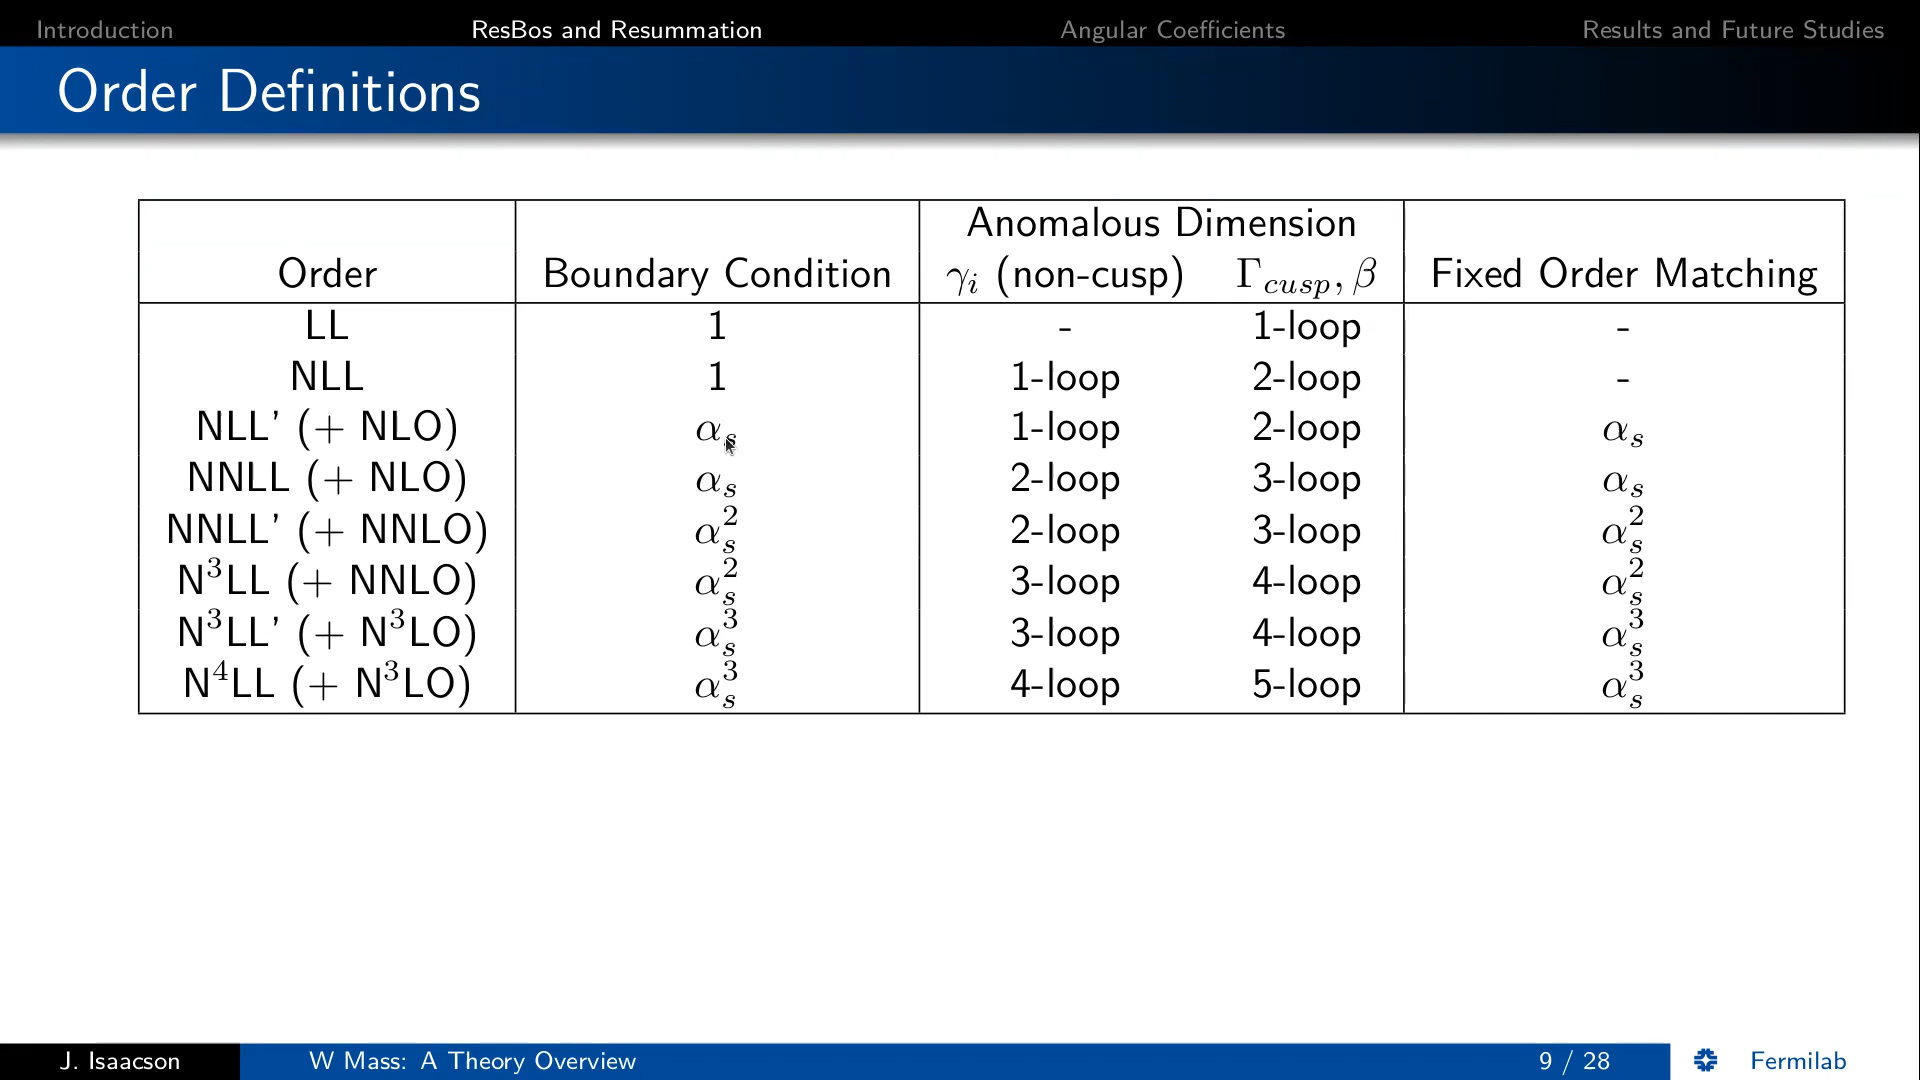 Introduction ResBos and Resummation Angular Coefficients Results and Future Studies
Order Definitions
Anomalous Dimension
Order Boundary Condition γᵢ (non-cusp) Γ_cusp, β Fixed Order Matching
LL 1 - 1-loop -
NLL 1 1-loop 2-loop -
NLL' (+ NLO) αₛ 1-loop 2-loop αₛ
NNLL (+ NLO) αₛ 2-loop 3-loop αₛ
NNLL' (+ NNLO) αₛ² 2-loop 3-loop αₛ²
N³LL (+ NNLO) αₛ² 3-loop 4-loop αₛ²
N³LL' (+ N³LO) αₛ³ 3-loop 4-loop αₛ³
N⁴LL (+ N³LO) αₛ³ 4-loop 5-loop αₛ³
J. Isaacson W Mass: A Theory Overview 9 / 28 Fermilab